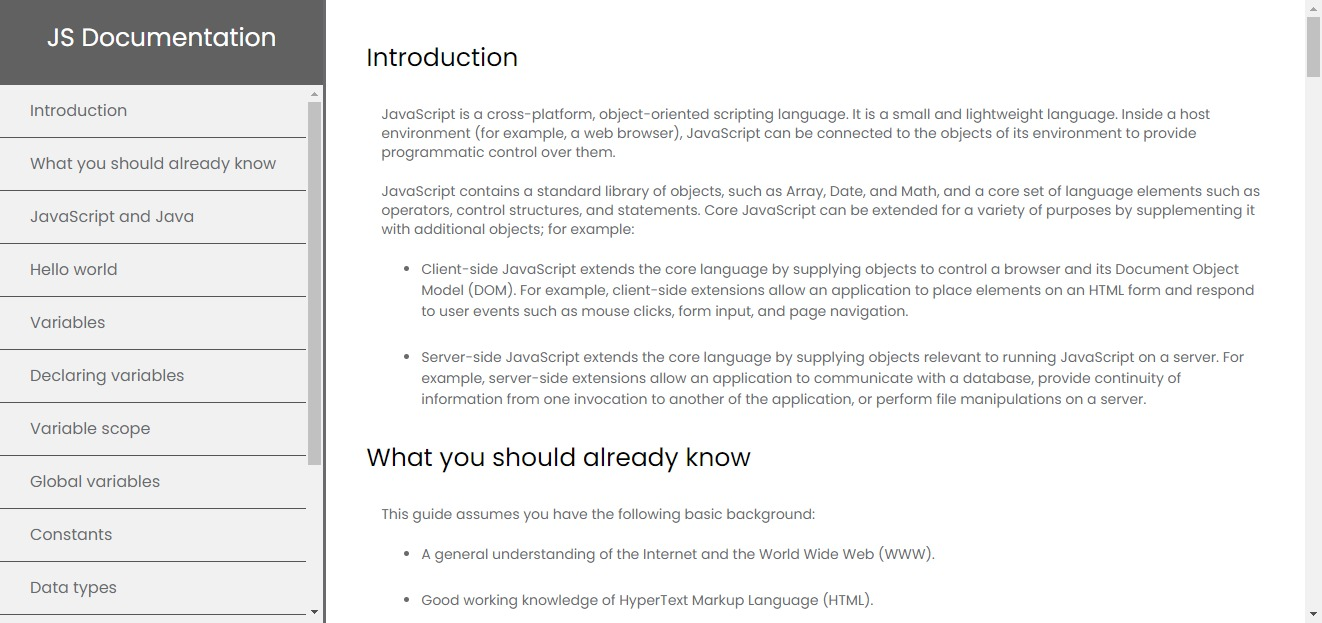 JS Documentation
Introduction
What you should already know
JavaScript and Java
Hello world
Variables
Declaring variables
Variable scope
Global variables
Constants
Data types
Introduction
JavaScript is a cross-platform, object-oriented scripting language. It is a small and lightweight language. Inside a host
environment (for example, a web browser), JavaScript can be connected to the objects of its environment to provide
programmatic control over them.
JavaScript contains a standard library of objects, such as Array, Date, and Math, and a core set of language elements such as
operators, control structures, and statements. Core JavaScript can be extended for a variety of purposes by supplementing it
with additional objects; for example:
• Client-side JavaScript extends the core language by supplying objects to control a browser and its Document Object
Model (DOM). For example, client-side extensions allow an application to place elements on an HTML form and respond
to user events such as mouse clicks, form input, and page navigation.
• Server-side JavaScript extends the core language by supplying objects relevant to running JavaScript on a server. For
example, server-side extensions allow an application to communicate with a database, provide continuity of
information from one invocation to another of the application, or perform file manipulations on a server.
What you should already know
This guide assumes you have the following basic background:
• A general understanding of the Internet and the World Wide Web (WWW).
• Good working knowledge of HyperText Markup Language (HTML).